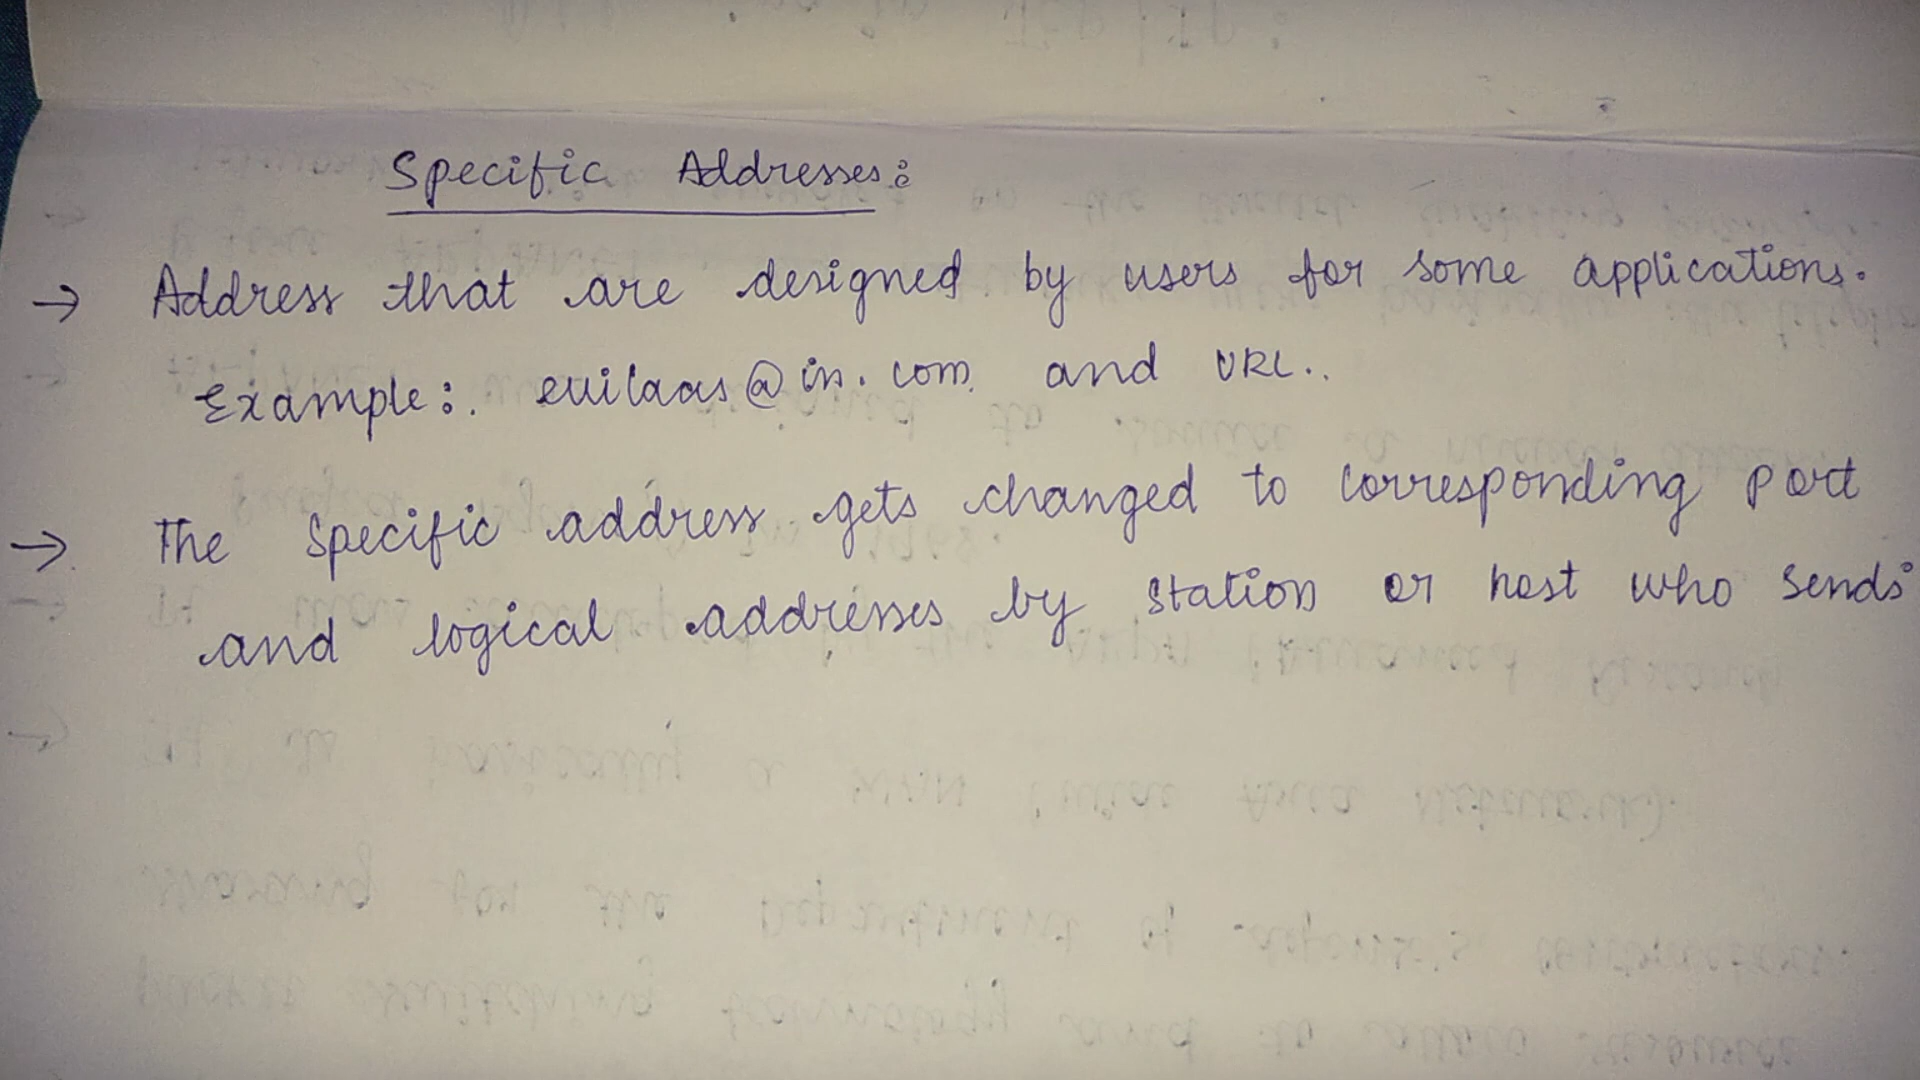 Specific Addresses:
→ Address that are designed by users for some applications.
Example:. evilaas@in.com and URL..
→ The specific address gets changed to corresponding port
and logical addresses by station or host who sends